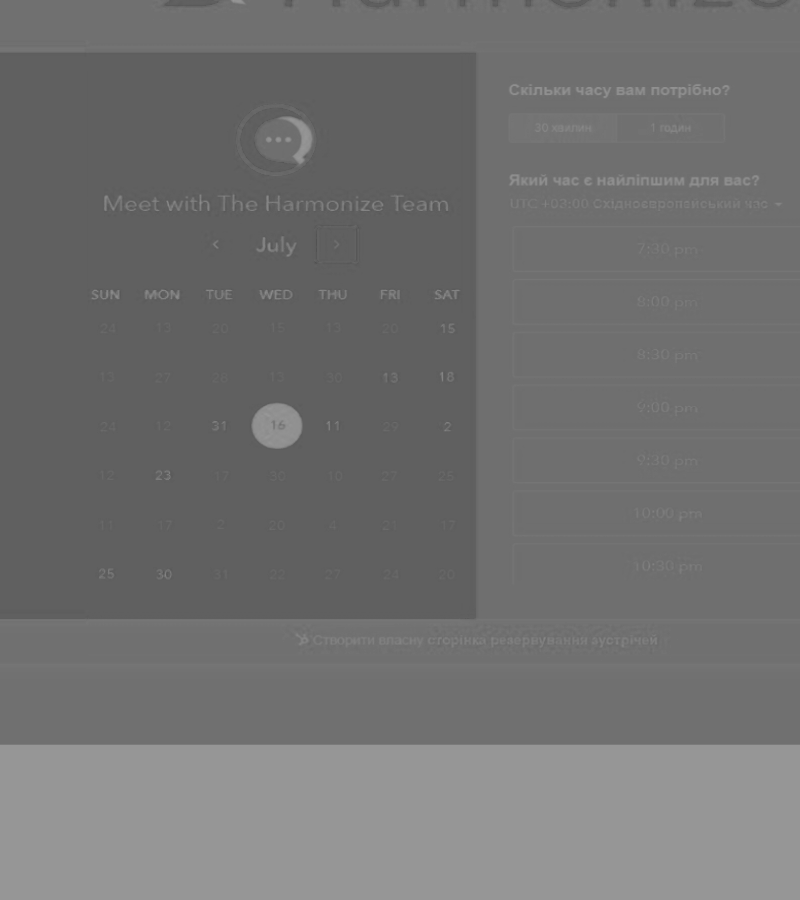 Harmonize
Meet with The Harmonize Team
July
SUN MON TUE WED THU FRI SAT
24 13 20 15 13 20 15
13 27 26 13 30 13 18
24 12 31 16 11 29 2
12 23 17 30 10 27 25
11 17 2 20 4 21 17
25 30 31 22 27 24 20
Скільки часу вам потрібно?
30 хвилин 1 годин
Який час є найліпшим для вас?
UTC +03:00 Східноєвропейський час
7:30 pm
8:00 pm
8:30 pm
9:00 pm
9:30 pm
10:00 pm
10:30 pm
Створити власну сторінка резервування зустрічей